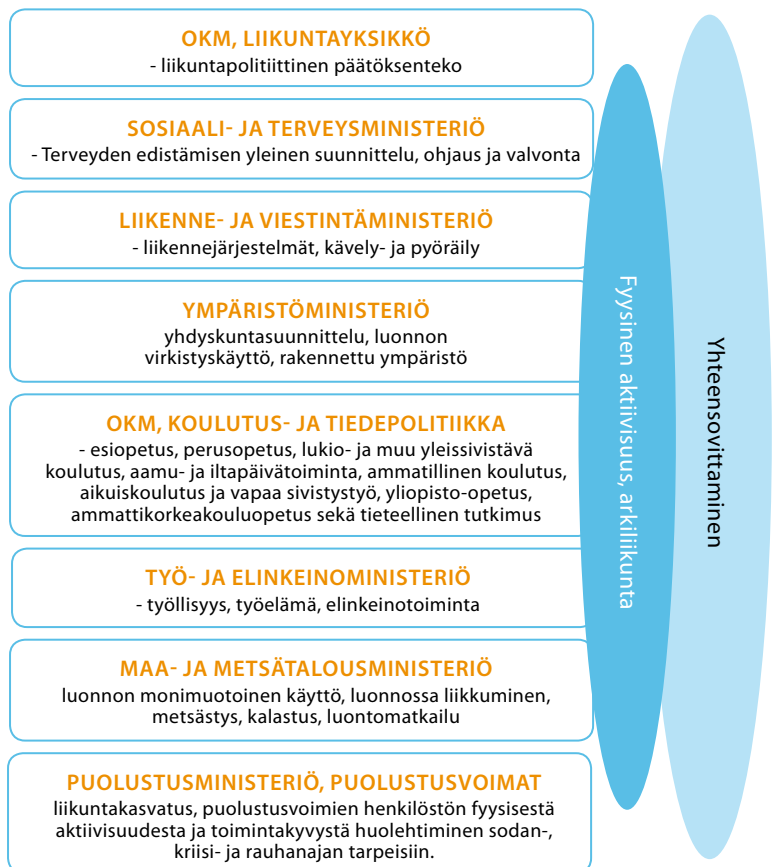 OKM, LIIKUNTAYKSIKKÖ
- liikuntapolitiittinen päätöksenteko
SOSIAALI- JA TERVEYSMINISTERIÖ
- Terveyden edistämisen yleinen suunnittelu, ohjaus ja valvonta
LIIKENNE- JA VIESTINTÄMINISTERIÖ
- liikennejärjestelmät, kävely- ja pyöräily
YMPÄRISTÖMINISTERIÖ
yhdyskuntasuunnittelu, luonnon
virkistyskäyttö, rakennettu ympäristö
OKM, KOULUTUS- JA TIEDEPOLITIIKKA
- esiopetus, perusopetus, lukio- ja muu yleissivistävä
koulutus, aamu- ja iltapäivätoiminta, ammatillinen koulutus,
aikuiskoulutus ja vapaa sivistystyö, yliopisto-opetus,
ammattikorkeakouluopetus sekä tieteellinen tutkimus
TYÖ- JA ELINKEINOMINISTERIÖ
- työllisyys, työelämä, elinkeinotoiminta
MAA- JA METSÄTALOUSMINISTERIÖ
luonnon monimuotoinen käyttö, luonnossa liikkuminen,
metsästys, kalastus, luontomatkailu
PUOLUSTUSMINISTERIÖ, PUOLUSTUSVOIMAT
liikuntakasvatus, puolustusvoimien henkilöstön fyysisestä
aktiivisuudesta ja toimintakyvystä huolehtiminen sodan-,
kriisi- ja rauhanajan tarpeisiin.
Fyysinen aktiivisuus, arkiliikunta
Yhteensovittaminen